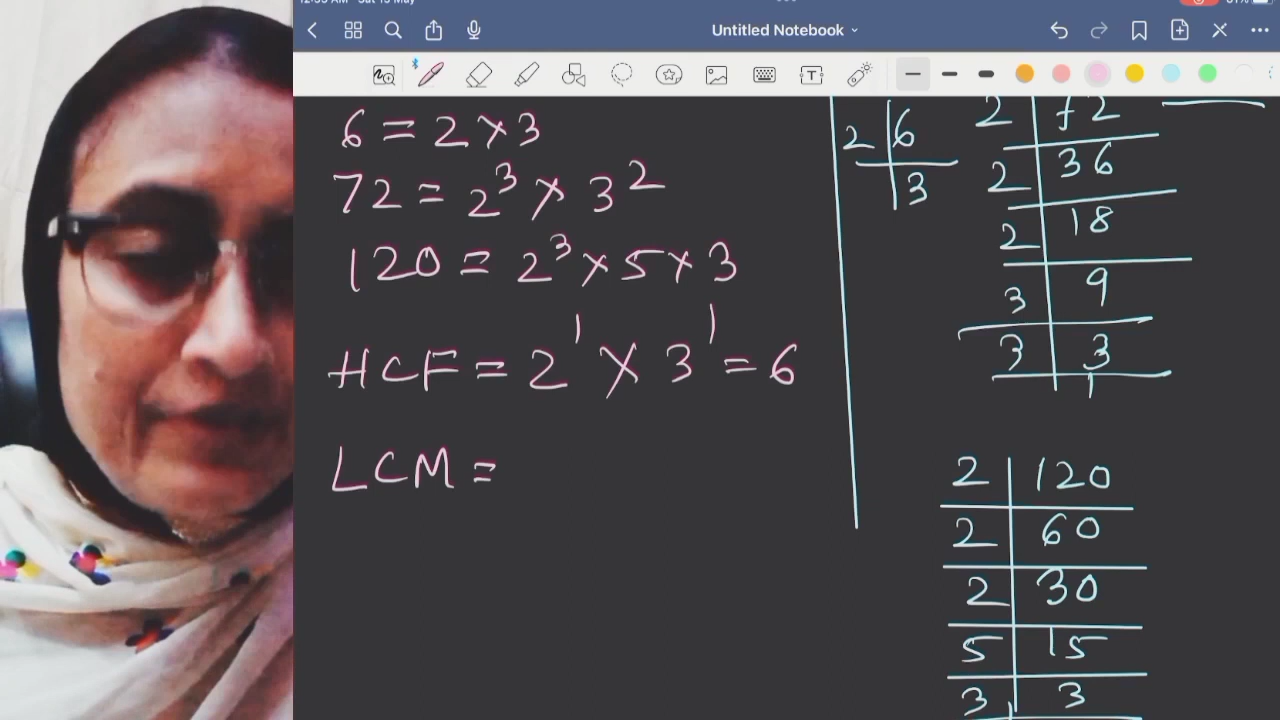 Untitled Notebook
6 = 2 × 3
72 = 2³ × 3²
120 = 2³ × 5 × 3
HCF = 2¹ × 3¹ = 6
LCM =
2 | 6
3
2 | 72
2 | 36
2 | 18
3 | 9
3 | 3
1
2 | 120
2 | 60
2 | 30
5 | 15
3 | 3